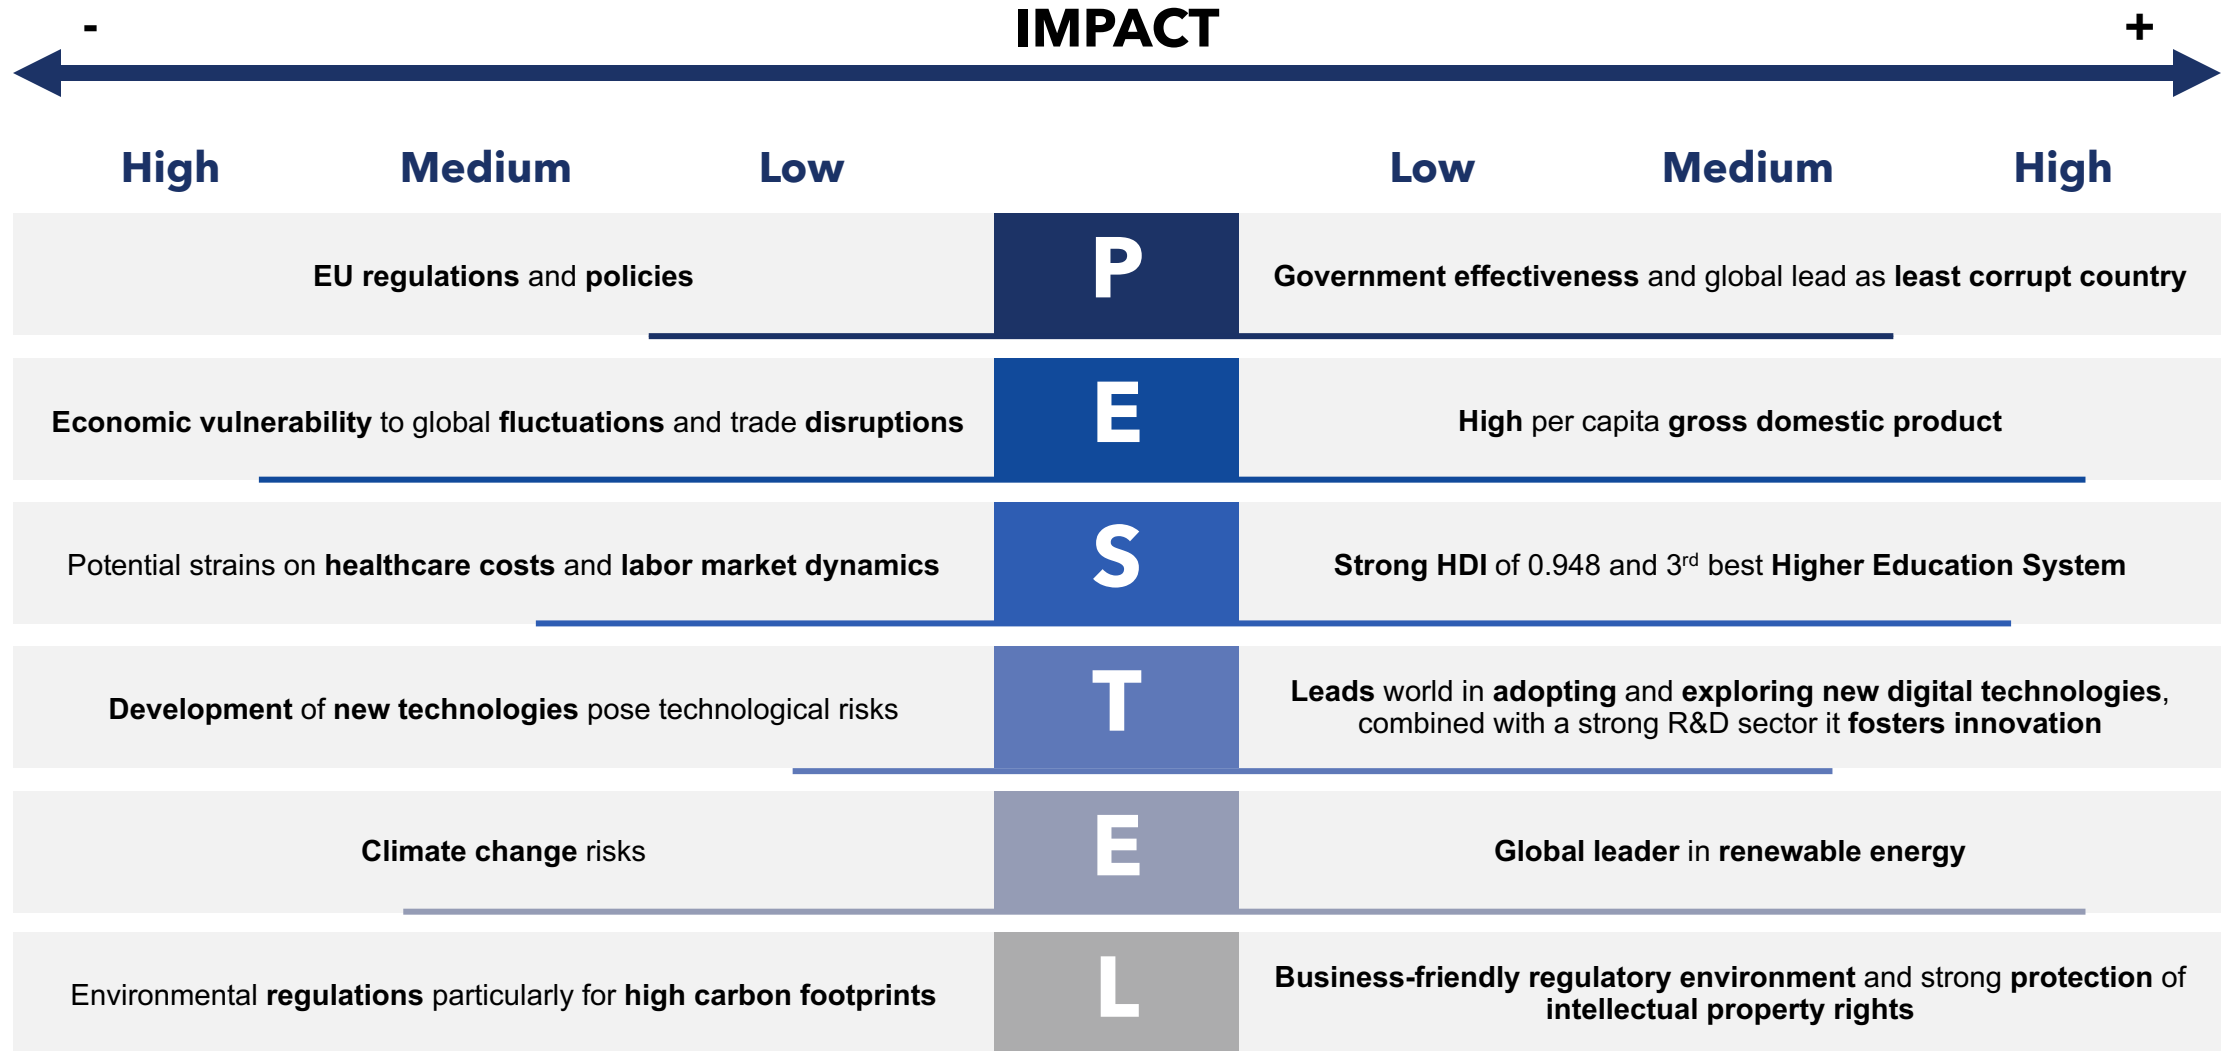 - IMPACT +
High Medium Low Low Medium High
EU regulations and policies
P
Government effectiveness and global lead as least corrupt country
Economic vulnerability to global fluctuations and trade disruptions
E
High per capita gross domestic product
Potential strains on healthcare costs and labor market dynamics
S
Strong HDI of 0.948 and 3rd best Higher Education System
Development of new technologies pose technological risks
T
Leads world in adopting and exploring new digital technologies,
combined with a strong R&D sector it fosters innovation
Climate change risks
E
Global leader in renewable energy
Environmental regulations particularly for high carbon footprints
L
Business-friendly regulatory environment and strong protection of
intellectual property rights